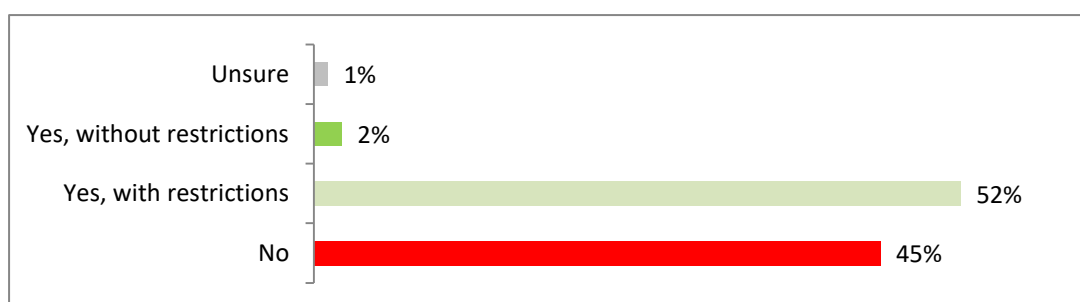 Unsure 1%
Yes, without restrictions 2%
Yes, with restrictions 52%
No 45%